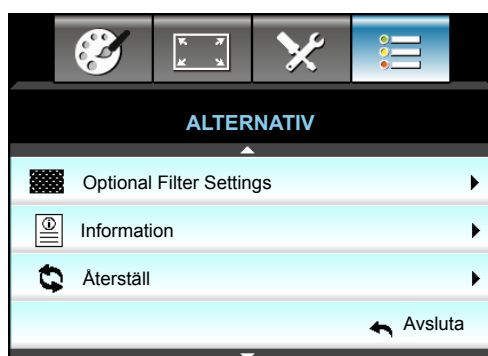 ALTERNATIV
Optional Filter Settings
Information
Återställ
Avsluta